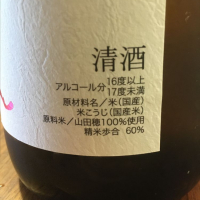 清酒
アルコール分 16度以上
17度未満
原材料名／米(国産)
米こうじ(国産米)
原料米／山田穂100%使用
精米歩合 60%